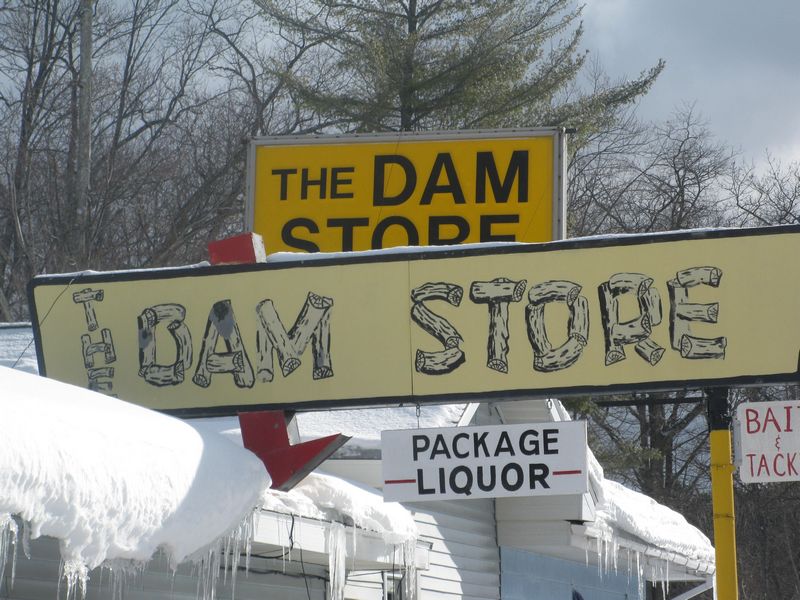 THE DAM
STORE
THE DAM STORE
PACKAGE
LIQUOR
BAIT
&
TACK